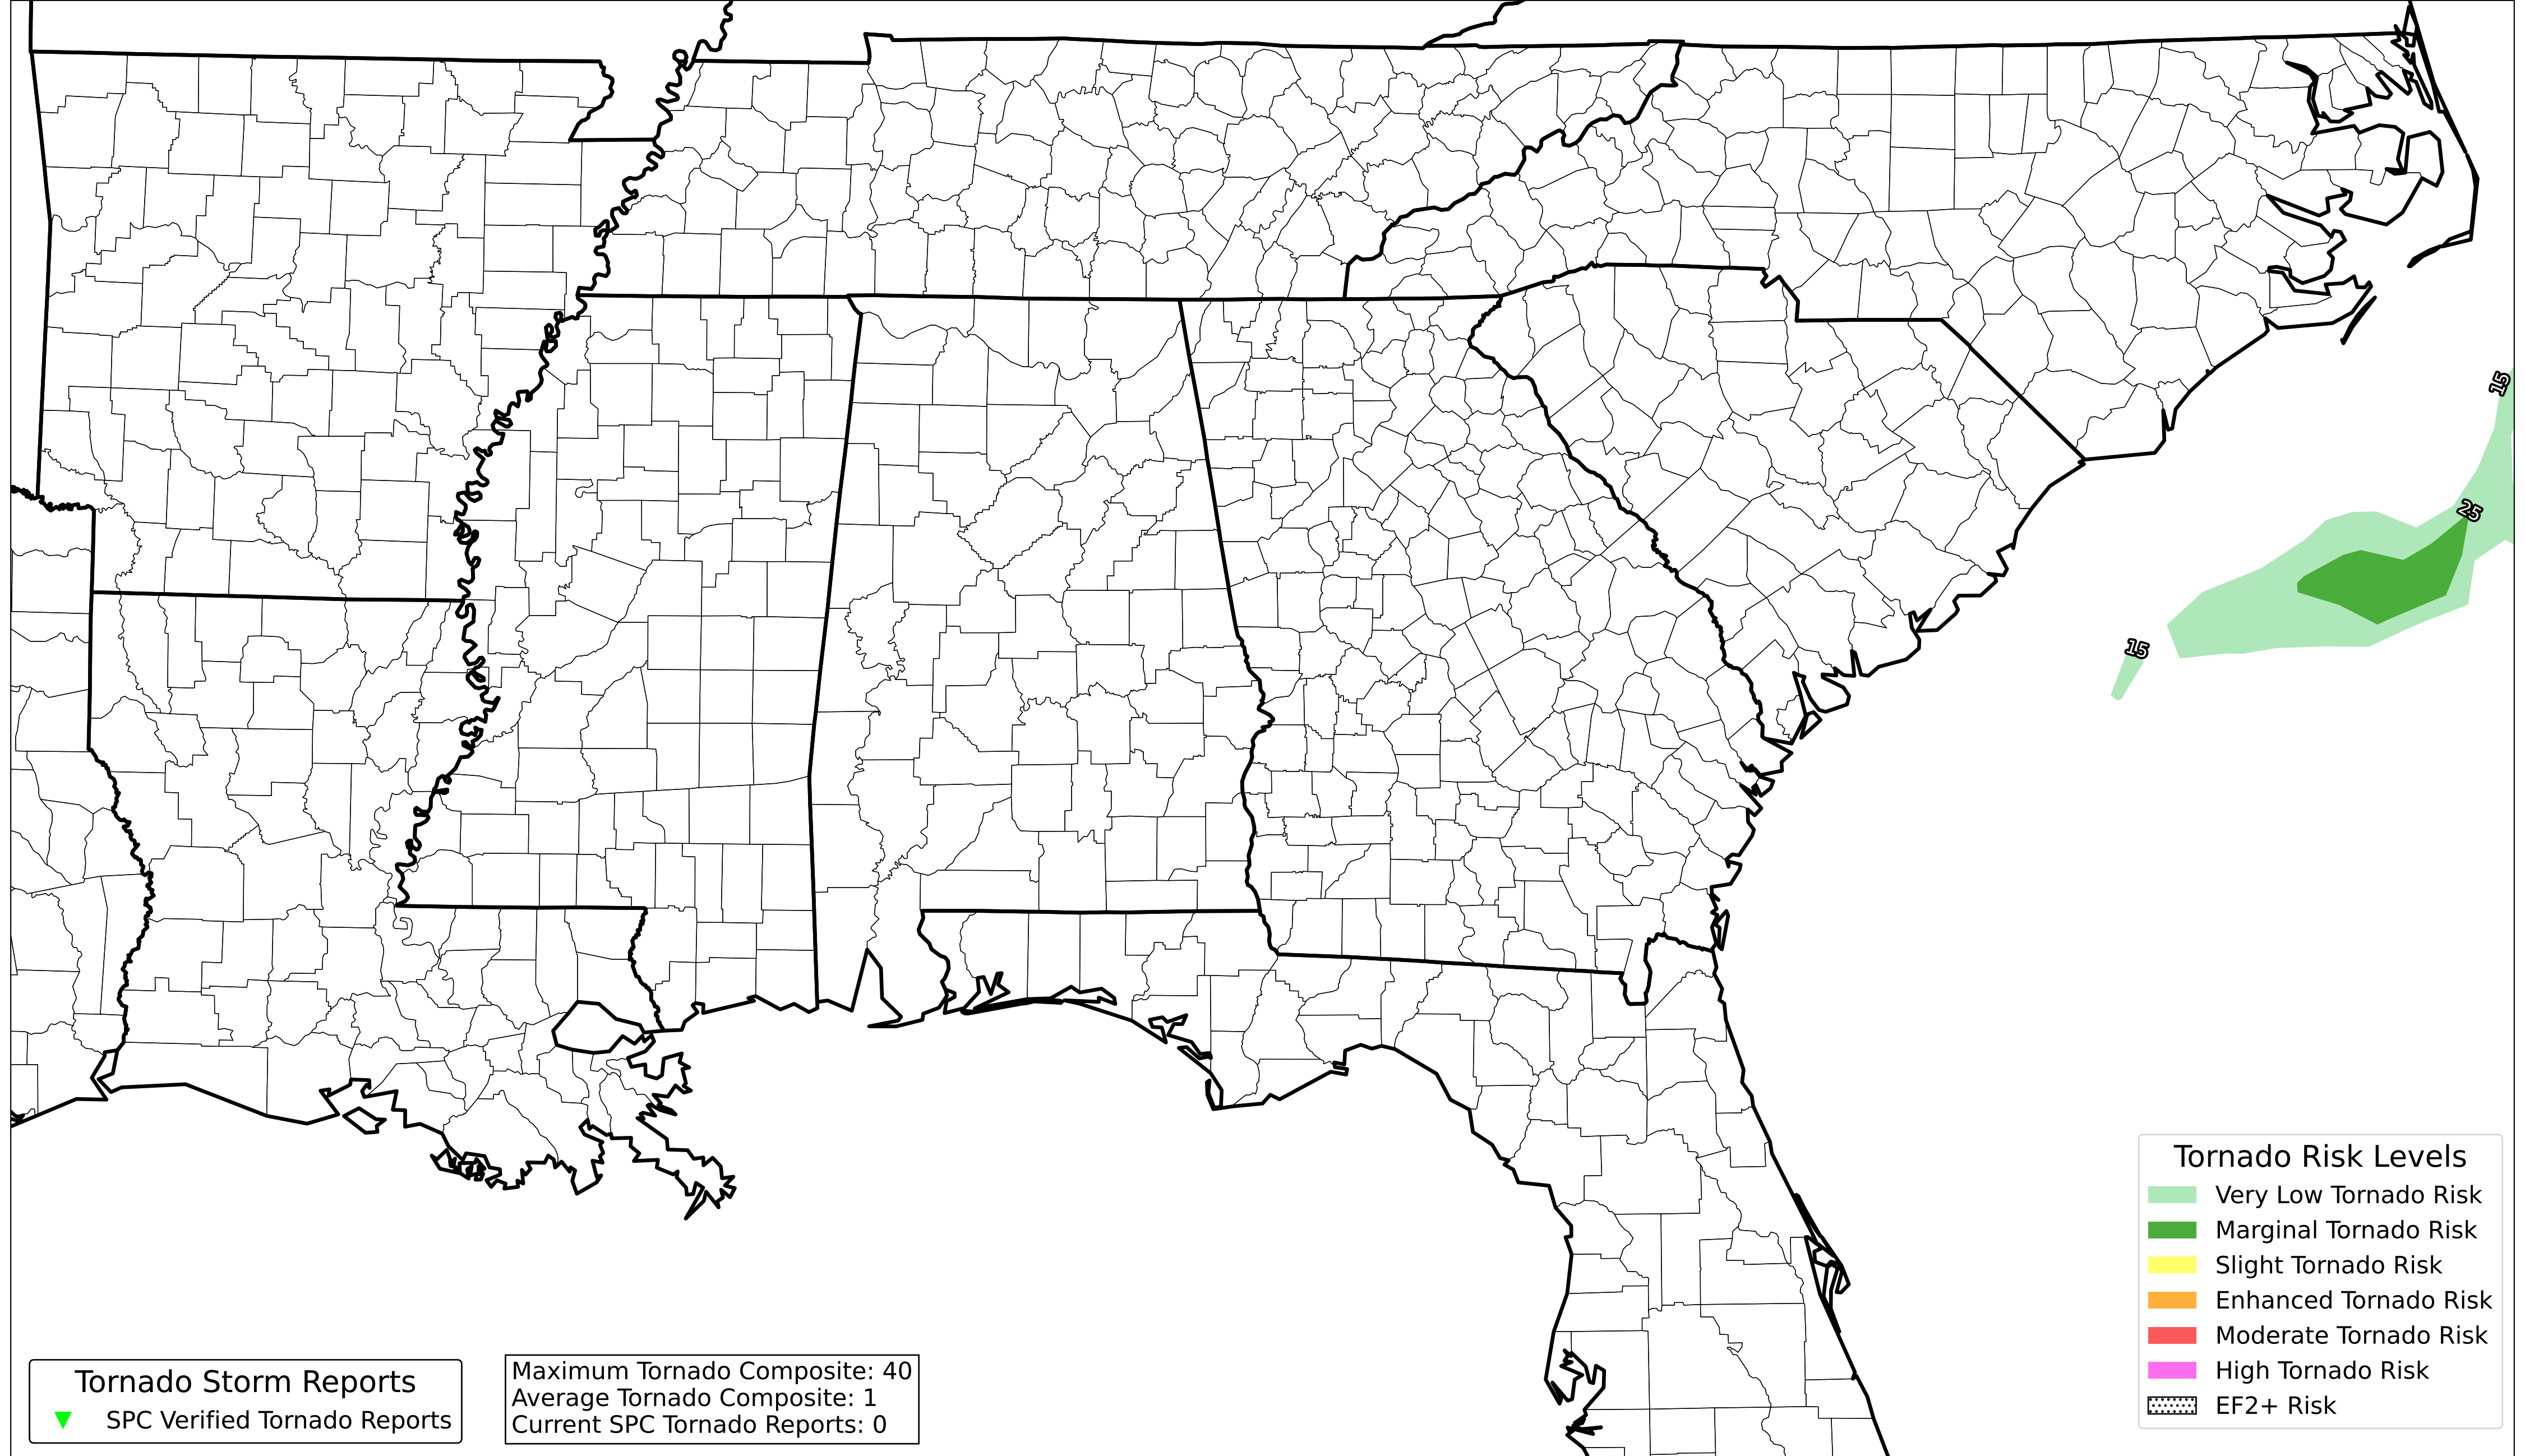 15
25
15
Tornado Risk Levels
Very Low Tornado Risk
Marginal Tornado Risk
Slight Tornado Risk
Enhanced Tornado Risk
Moderate Tornado Risk
High Tornado Risk
EF2+ Risk
Tornado Storm Reports
SPC Verified Tornado Reports
Maximum Tornado Composite: 40
Average Tornado Composite: 1
Current SPC Tornado Reports: 0